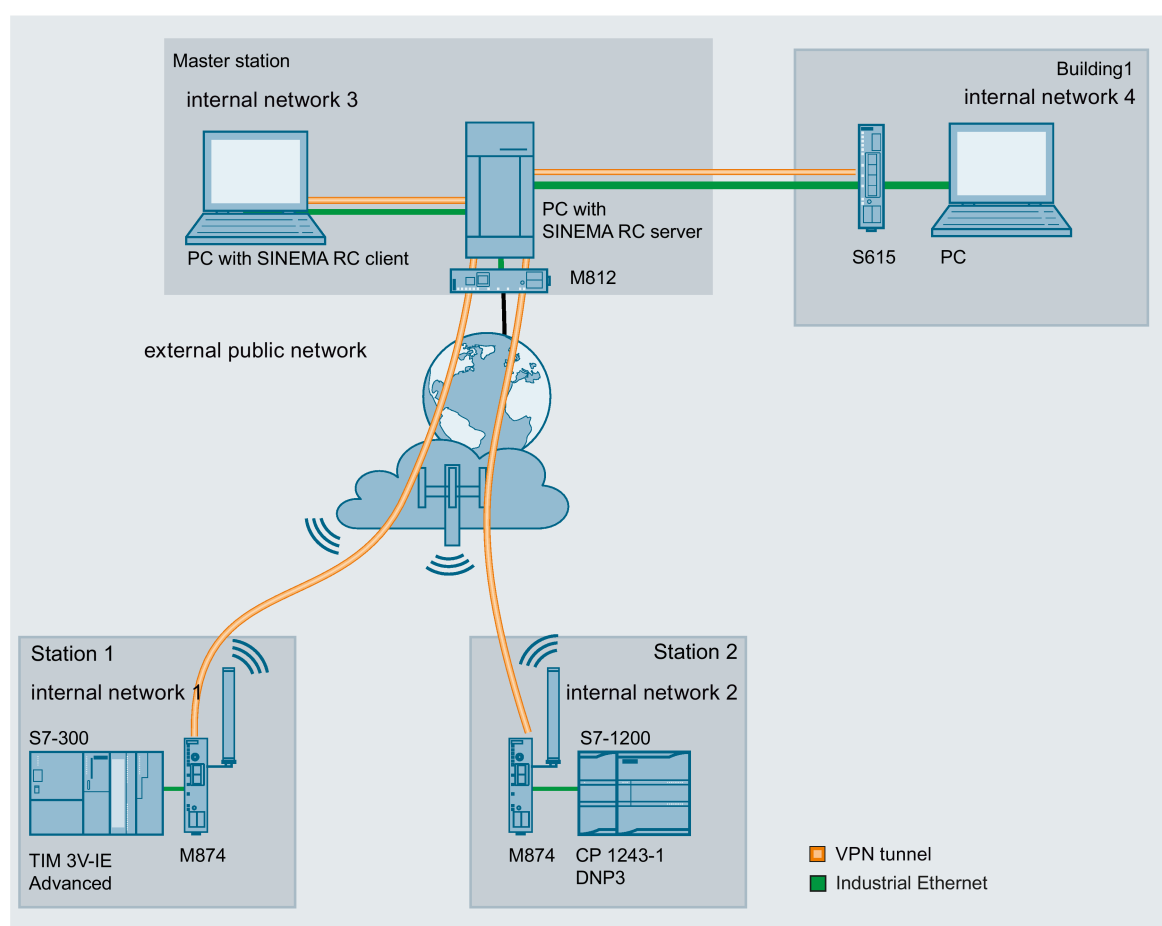 Master station
internal network 3
Building1
internal network 4
PC with
SINEMA RC server
PC with SINEMA RC client
S615
PC
M812
external public network
Station 1
internal network 1
S7-300
M874
TIM 3V-IE
Advanced
Station 2
internal network 2
S7-1200
M874
CP 1243-1
DNP3
VPN tunnel
Industrial Ethernet